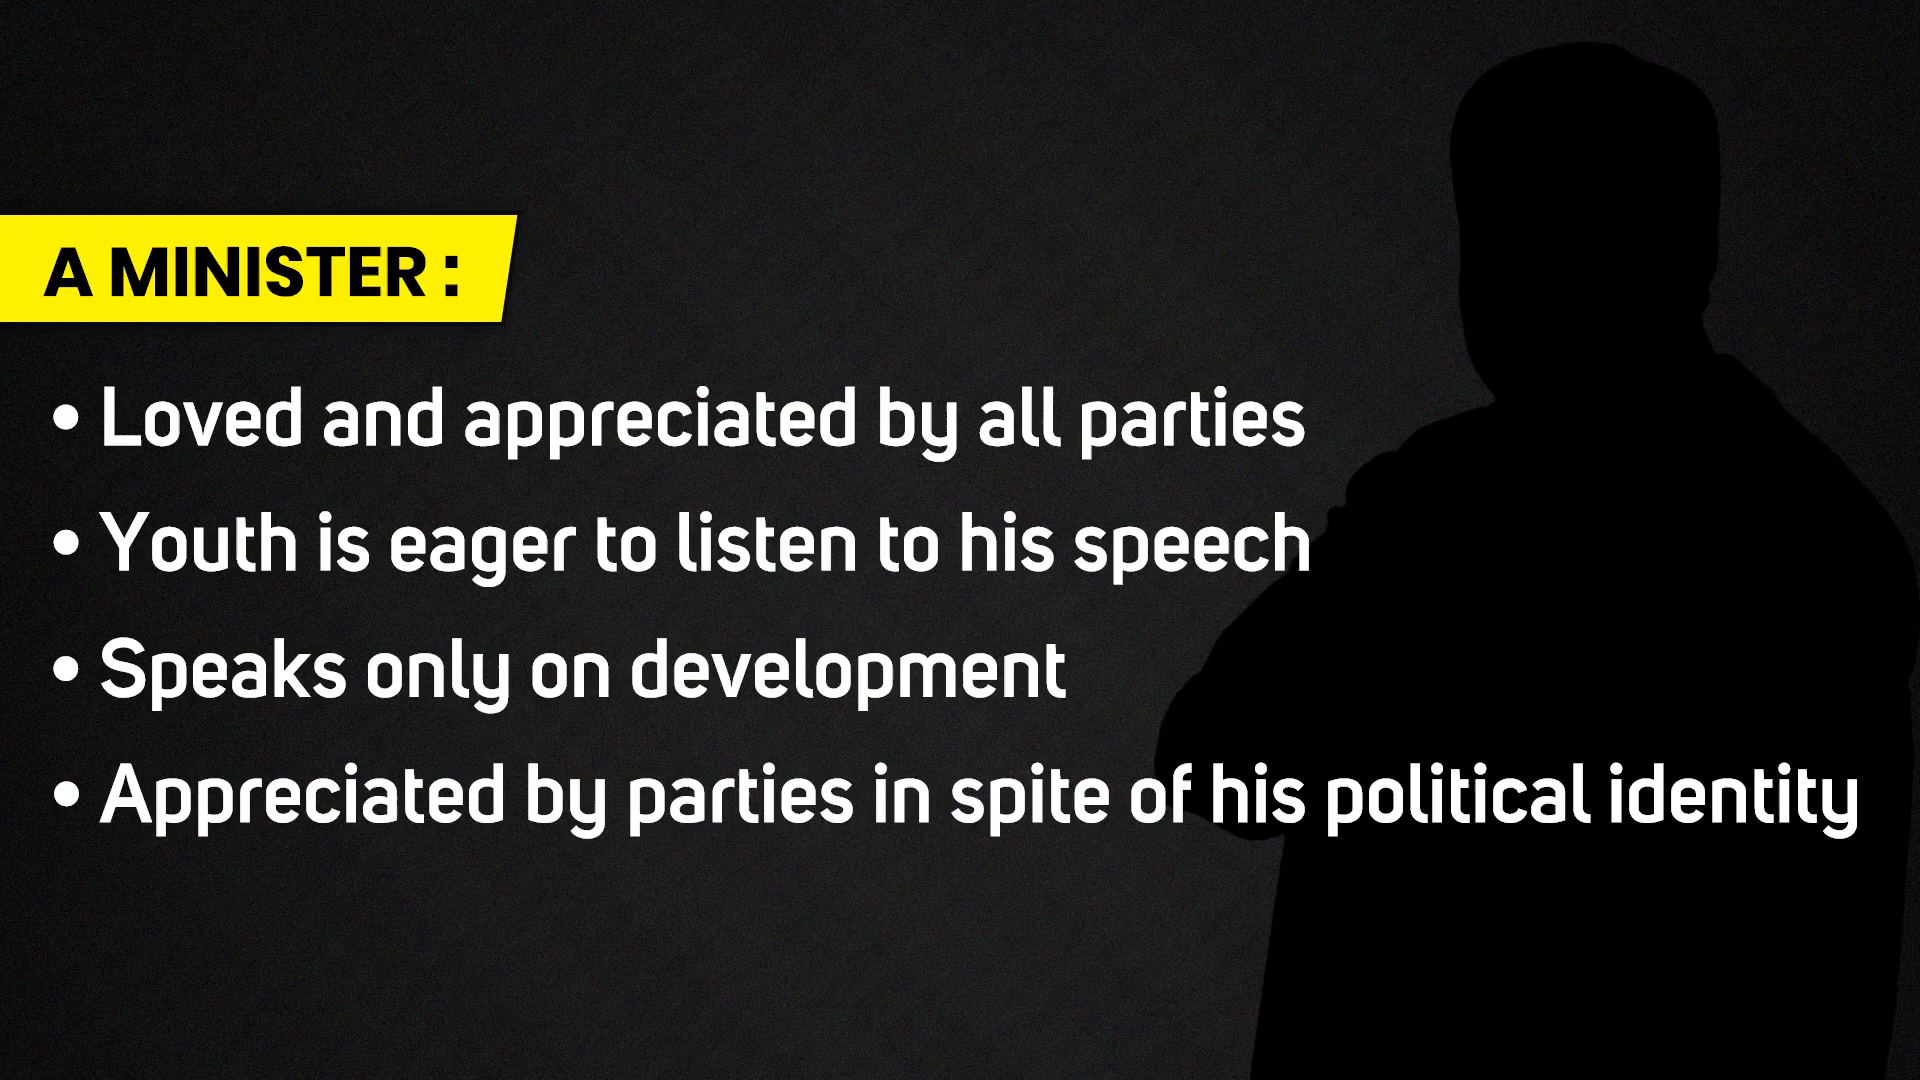 A MINISTER :
• Loved and appreciated by all parties
• Youth is eager to listen to his speech
• Speaks only on development
• Appreciated by parties in spite of his political identity